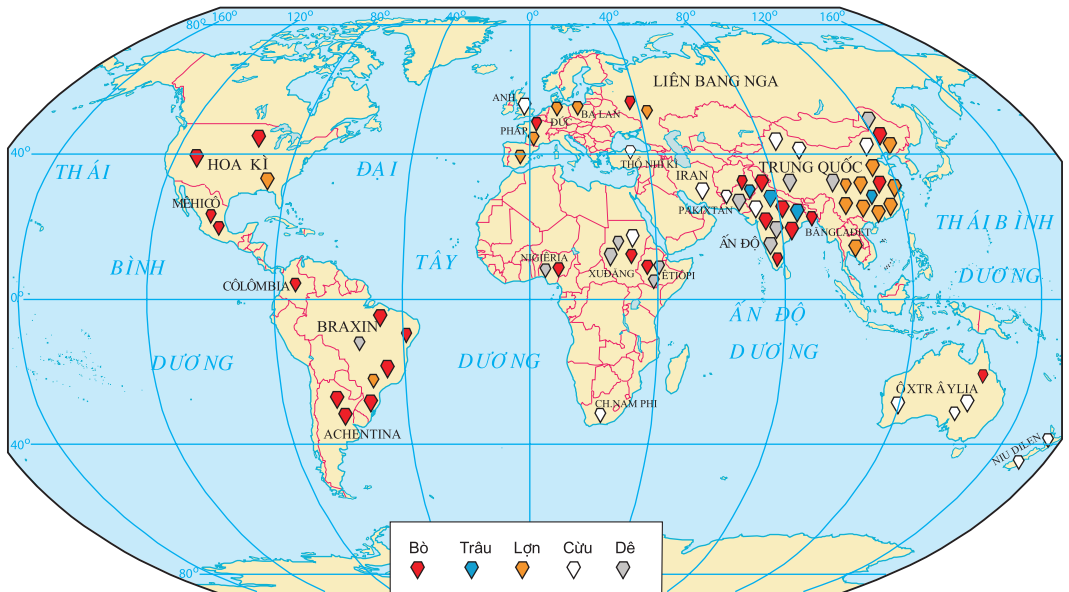 80° 160° 120° 80° 40° 0° 40° 80° 120° 160°
LIÊN BANG NGA
ANH
BA LAN
ĐỨC
PHÁP
40°
THÁI
HOA KÌ
ĐẠI
THỔ NHĨ KÌ
TRUNG QUỐC
IRAN
MÊHICÔ
PAKIXTAN
THÁI BÌNH
BĂNGLAĐET
ẤN ĐỘ
BÌNH
TÂY
NIGIÊRIA
XUĐĂNG
ÊTIÔPI
DƯƠNG
CÔLÔMBIA
0°
BRAXIN
ẤN ĐỘ
DƯƠNG
DƯƠNG
DƯƠNG
ÔXTRÂYLIA
CH.NAM PHI
ACHENTINA
40°
NIU DILEN
Bò Trâu Lợn Cừu Dê
80°